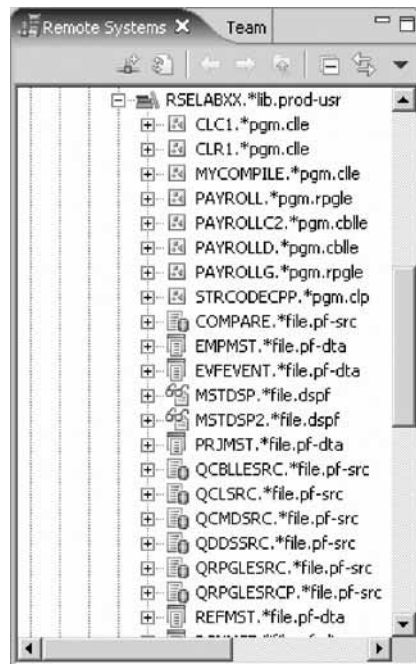 Remote Systems Team
RSELABXX.*lib.prod-usr
CLC1.*pgm.clle
CLR1.*pgm.clle
MYCOMPILE.*pgm.clle
PAYROLL.*pgm.rpgle
PAYROLLC2.*pgm.cblle
PAYROLLD.*pgm.cblle
PAYROLLG.*pgm.rpgle
STRCODECPP.*pgm.clp
COMPARE.*file.pf-src
EMPMST.*file.pf-dta
EVFEVENT.*file.pf-dta
MSTDSP.*file.dspf
MSTDSP2.*file.dspf
PRJMST.*file.pf-dta
QCBLLESRC.*file.pf-src
QCLSRC.*file.pf-src
QCMDSRC.*file.pf-src
QDDSSRC.*file.pf-src
QRPGLESRC.*file.pf-src
QRPGLESRCP.*file.pf-src
REFMST.*file.pf-dta